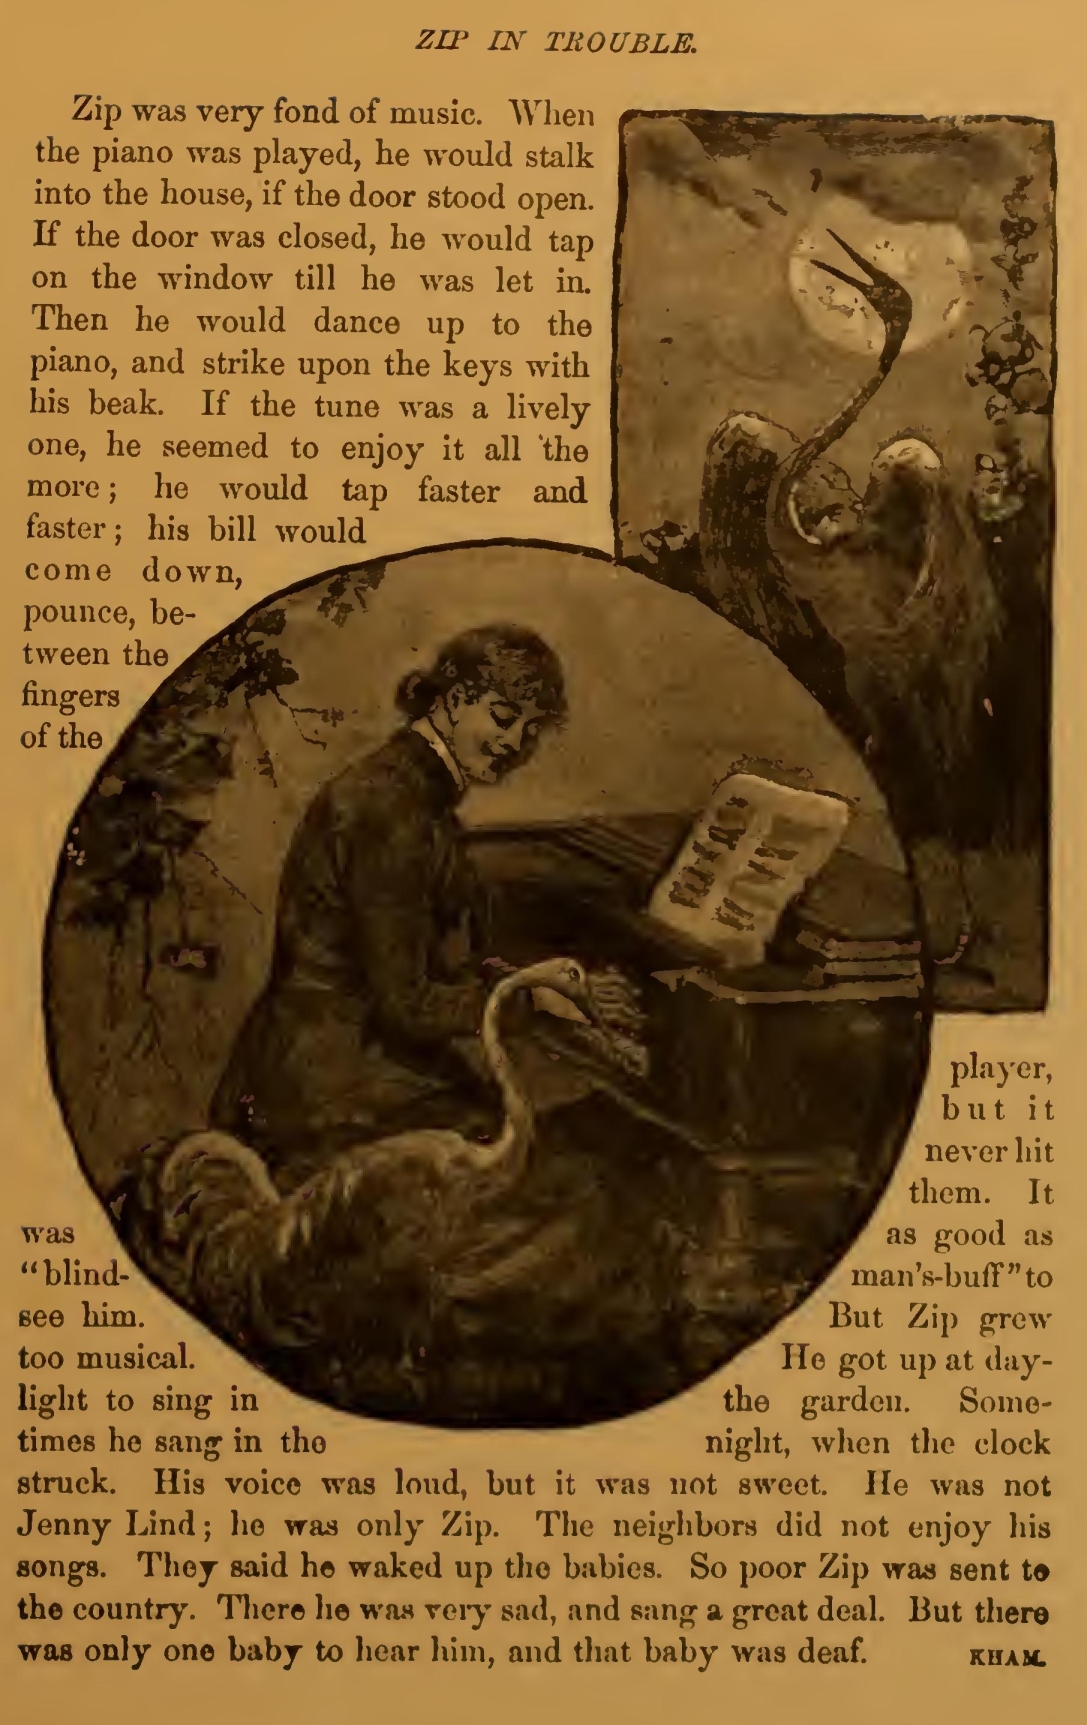 ZIP IN TROUBLE.
Zip was very fond of music. When
the piano was played, he would stalk
into the house, if the door stood open.
If the door was closed, he would tap
on the window till he was let in.
Then he would dance up to the
piano, and strike upon the keys with
his beak. If the tune was a lively
one, he seemed to enjoy it all the
more; he would tap faster and
faster; his bill would
come down,
pounce, be-
tween the
fingers
of the
player,
but it
never hit
them. It
was as good as
"blind-man's-buff" to
see him. But Zip grew
too musical. He got up at day-
light to sing in the garden. Some-
times he sang in the night, when the clock
struck. His voice was loud, but it was not sweet. He was not
Jenny Lind; he was only Zip. The neighbors did not enjoy his
songs. They said he waked up the babies. So poor Zip was sent to
the country. There he was very sad, and sang a great deal. But there
was only one baby to hear him, and that baby was deaf. KHAM.